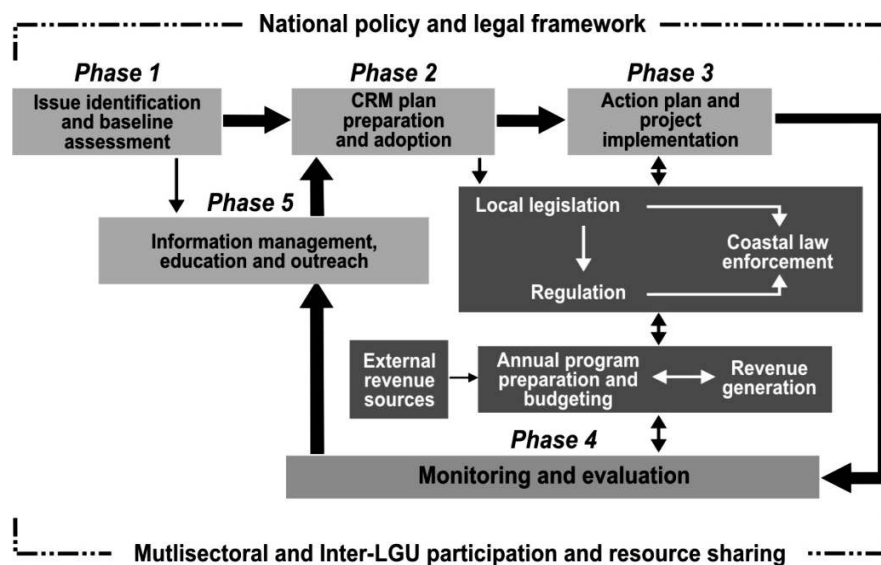 National policy and legal framework
Phase 1
Issue identification
and baseline
assessment
Phase 2
CRM plan
preparation
and adoption
Phase 3
Action plan and
project
implementation
Phase 5
Information management,
education and outreach
Local legislation
Coastal law
enforcement
Regulation
External
revenue
sources
Annual program
preparation and
budgeting
Revenue
generation
Phase 4
Monitoring and evaluation
Mutlisectoral and Inter-LGU participation and resource sharing